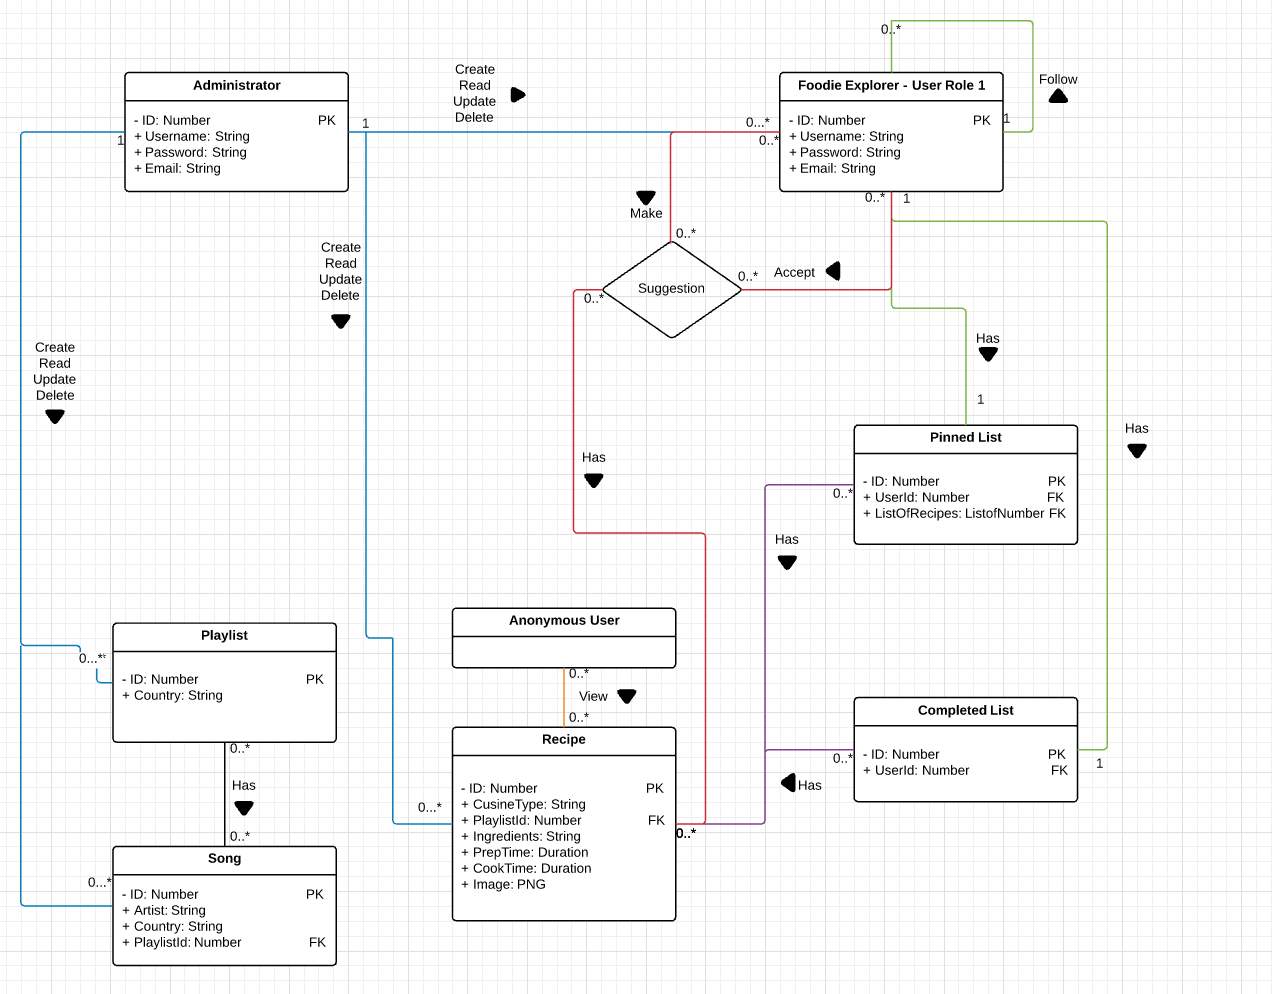 0..*
Create
Read
Update
Delete
Follow
Administrator
- ID: Number PK
+ Username: String
+ Password: String
+ Email: String
1
1
Foodie Explorer - User Role 1
- ID: Number PK
+ Username: String
+ Password: String
+ Email: String
0...*
0..*
1
0..*
1
Make
0..*
Suggestion
0..*
Accept
0..*
Create
Read
Update
Delete
Create
Read
Update
Delete
Has
1
Has
Has
Pinned List
- ID: Number PK
+ UserId: Number FK
+ ListOfRecipes: ListofNumber FK
0..*
Has
Anonymous User
0..*
View
0..*
Playlist
- ID: Number PK
+ Country: String
0...*
0..*
Has
0..*
Completed List
- ID: Number PK
+ UserId: Number FK
0..*
1
Has
Recipe
- ID: Number PK
+ CusineType: String
+ PlaylistId: Number FK
+ Ingredients: String
+ PrepTime: Duration
+ CookTime: Duration
+ Image: PNG
0...*
0..*
Song
- ID: Number PK
+ Artist: String
+ Country: String
+ PlaylistId: Number FK
0...*